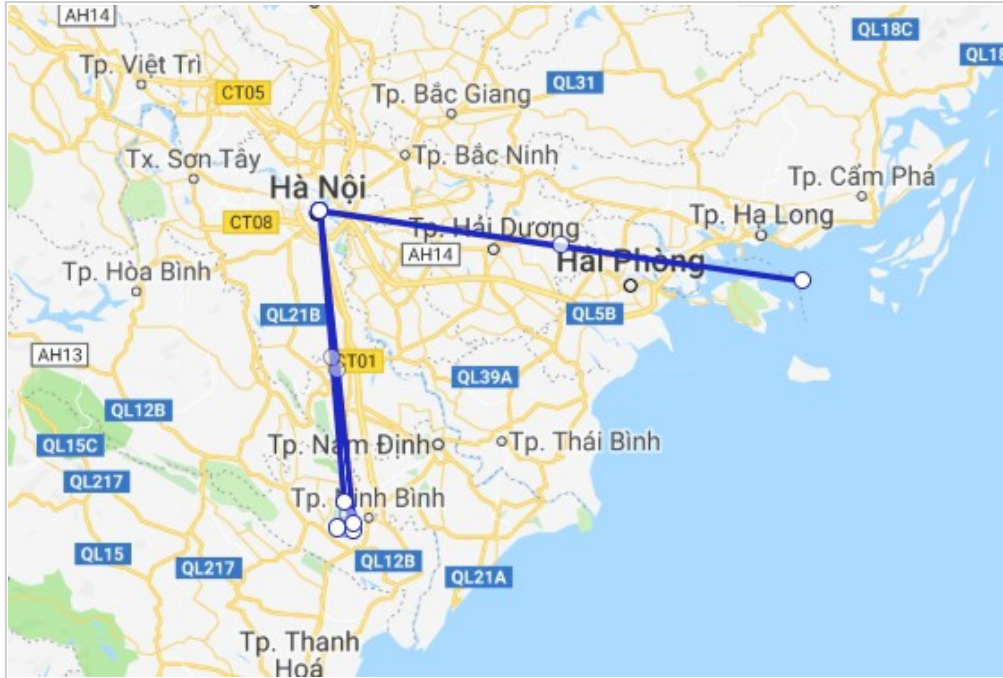 AH14
QL18C
QL18
Tp. Việt Trì
CT05
Tp. Bắc Giang
QL31
Tx. Sơn Tây
Tp. Bắc Ninh
Hà Nội
Tp. Cẩm Phả
CT08
Tp. Hải Dương
Tp. Hạ Long
AH14
Hải Phòng
Tp. Hòa Bình
QL21B
QL5B
AH13
CT01
QL39A
QL12B
QL15C
Tp. Nam Định
Tp. Thái Bình
QL217
Tp. Ninh Bình
QL15
QL217
QL12B
QL21A
Tp. Thanh
Hoá